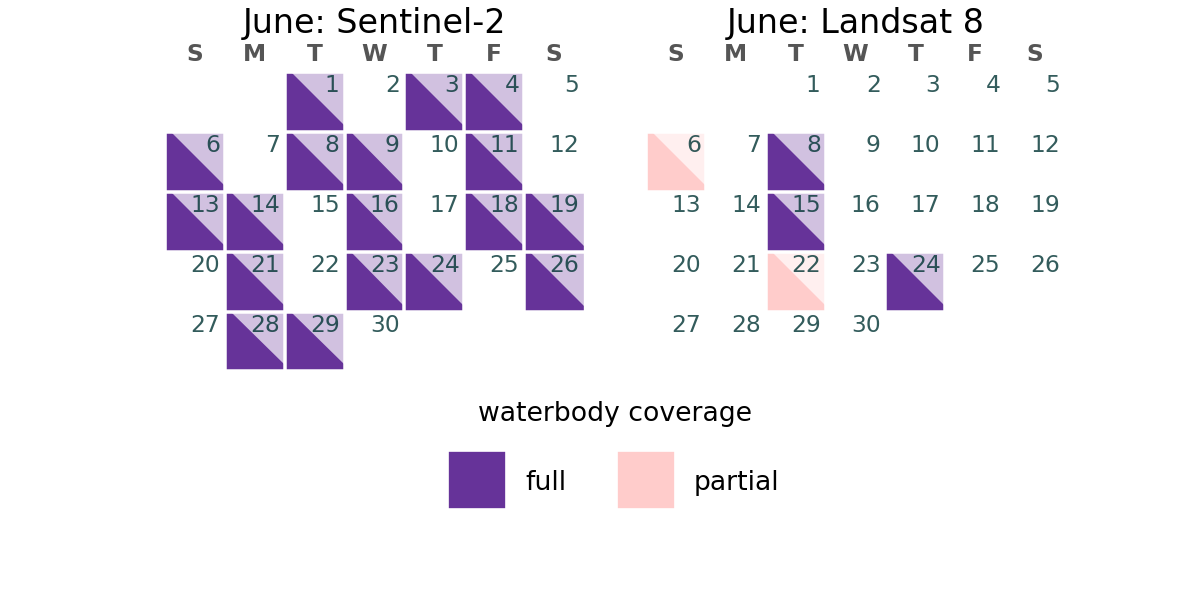 June: Sentinel-2
S M T W T F S
1 2 3 4 5
6 7 8 9 10 11 12
13 14 15 16 17 18 19
20 21 22 23 24 25 26
27 28 29 30
June: Landsat 8
S M T W T F S
1 2 3 4 5
6 7 8 9 10 11 12
13 14 15 16 17 18 19
20 21 22 23 24 25 26
27 28 29 30
waterbody coverage
full partial